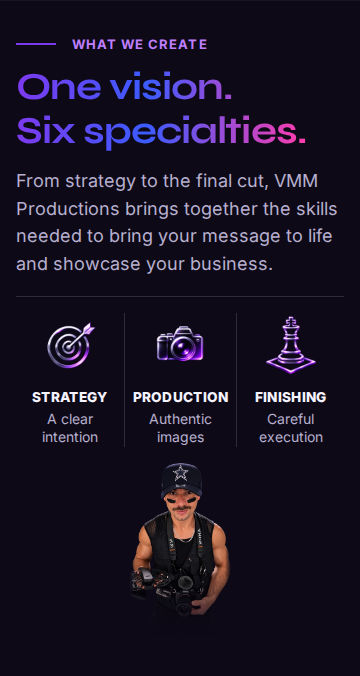 WHAT WE CREATE
One vision.
Six specialties.
From strategy to the final cut, VMM
Productions brings together the skills
needed to bring your message to life
and showcase your business.
STRATEGY
A clear
intention
PRODUCTION
Authentic
images
FINISHING
Careful
execution